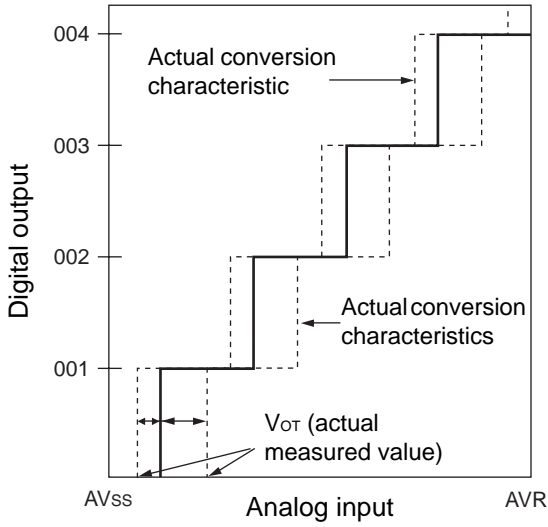 004
Actual conversion
characteristic
003
Digital output
002
Actual conversion
characteristics
001
VOT (actual
measured value)
AVSS
Analog input
AVR